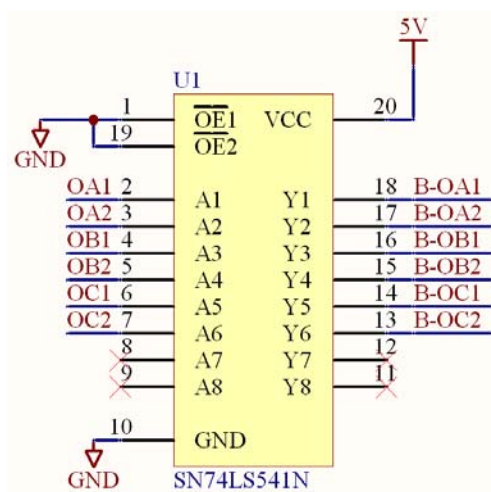 5V
U1
1 OE1 VCC 20
19 OE2
GND
OA1 2 A1 Y1 18 B-OA1
OA2 3 A2 Y2 17 B-OA2
OB1 4 A3 Y3 16 B-OB1
OB2 5 A4 Y4 15 B-OB2
OC1 6 A5 Y5 14 B-OC1
OC2 7 A6 Y6 13 B-OC2
8 A7 Y7 12
9 A8 Y8 11
10 GND
GND
SN74LS541N